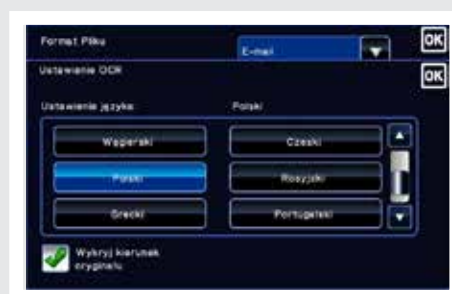 Format Pliku
E-mail
OK
Ustawienie OCR
OK
Ustawienie języka:
Polski
Węgierski
Czeski
Polski
Rosyjski
Grecki
Portugalski
Wykryj kierunek
oryginału